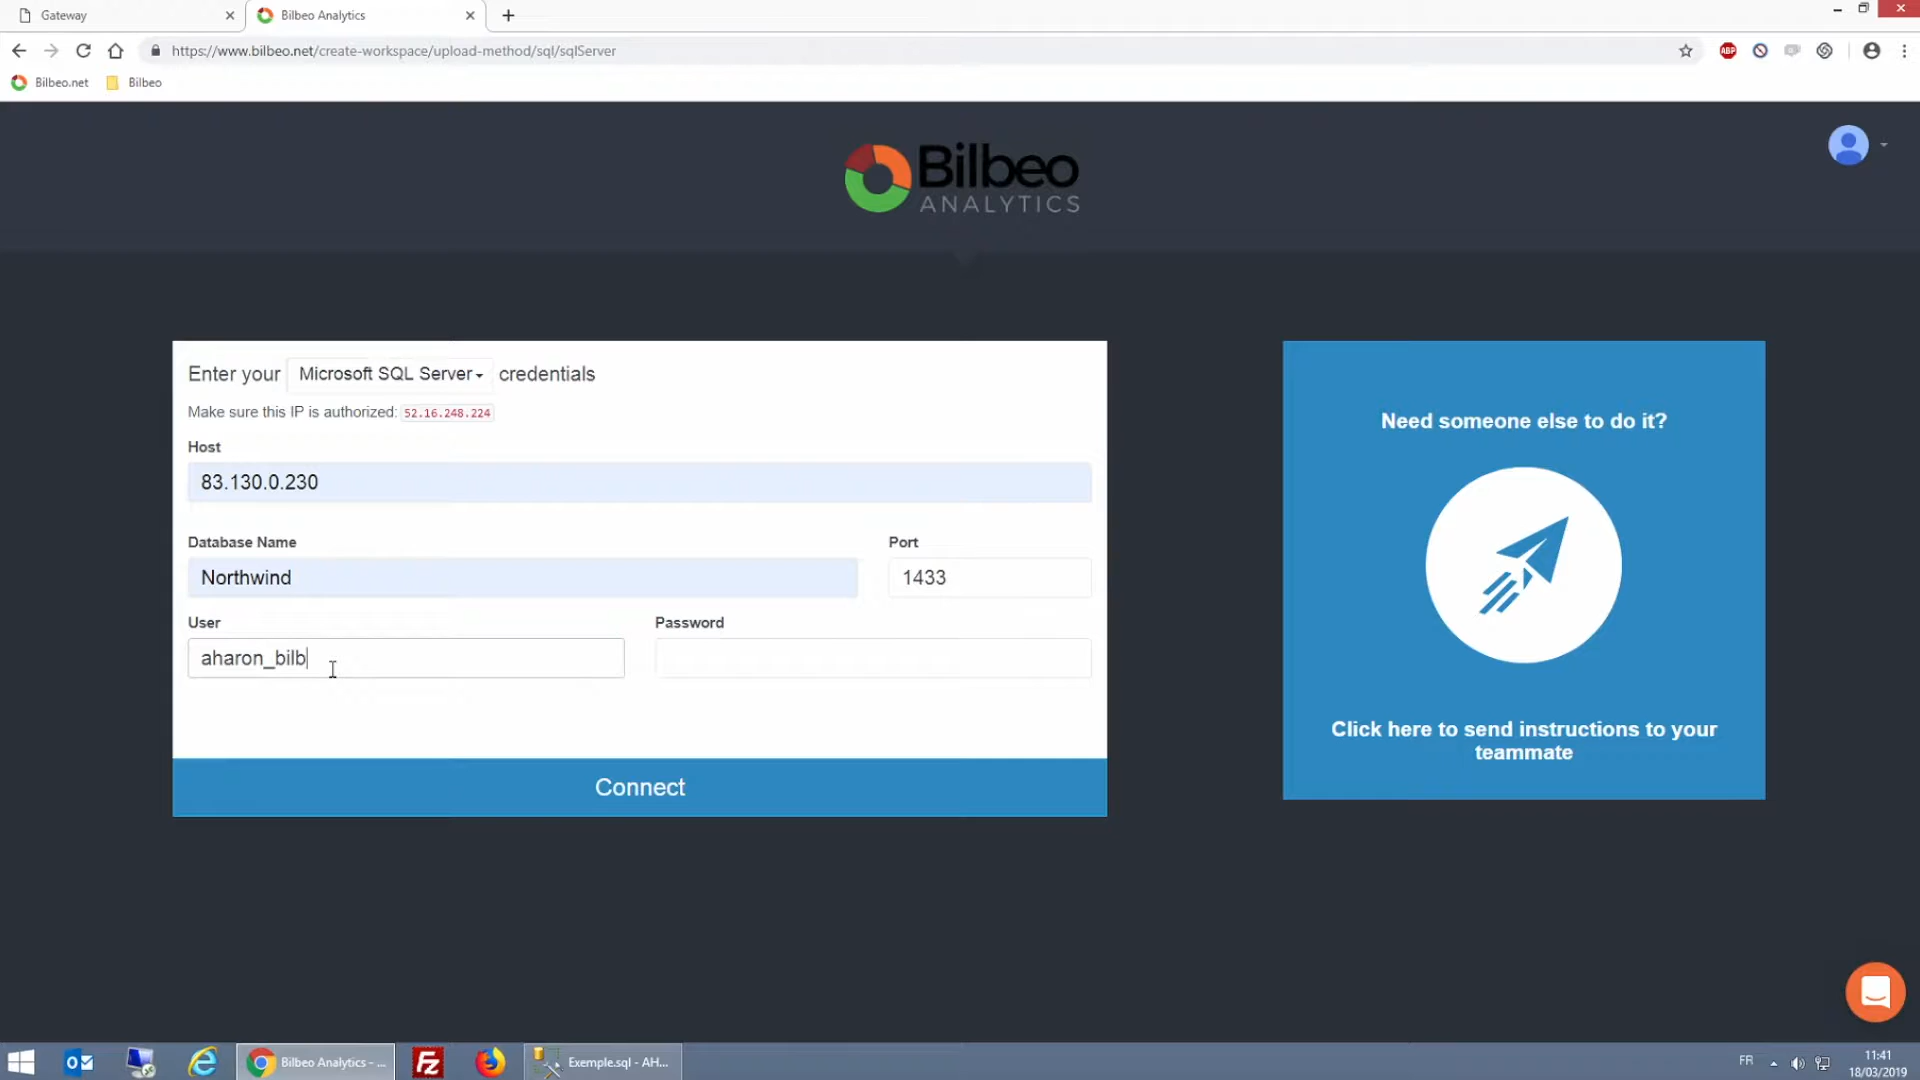 Gateway
Bilbeo Analytics
https://www.bilbeo.net/create-workspace/upload-method/sql/sqlServer
ABP
Bilbeo.net
Bilbeo
Bilbeo
ANALYTICS
Enter your Microsoft SQL Server credentials
Make sure this IP is authorized: 52.16.248.224
Host
83.130.0.230
Database Name
Port
Northwind
1433
User
Password
aharon_bilb
Connect
Need someone else to do it?
Click here to send instructions to your
teammate
Bilbeo Analytics – ...
Fz
Exemple.sql - AH...
FR
11:41
18/03/2019